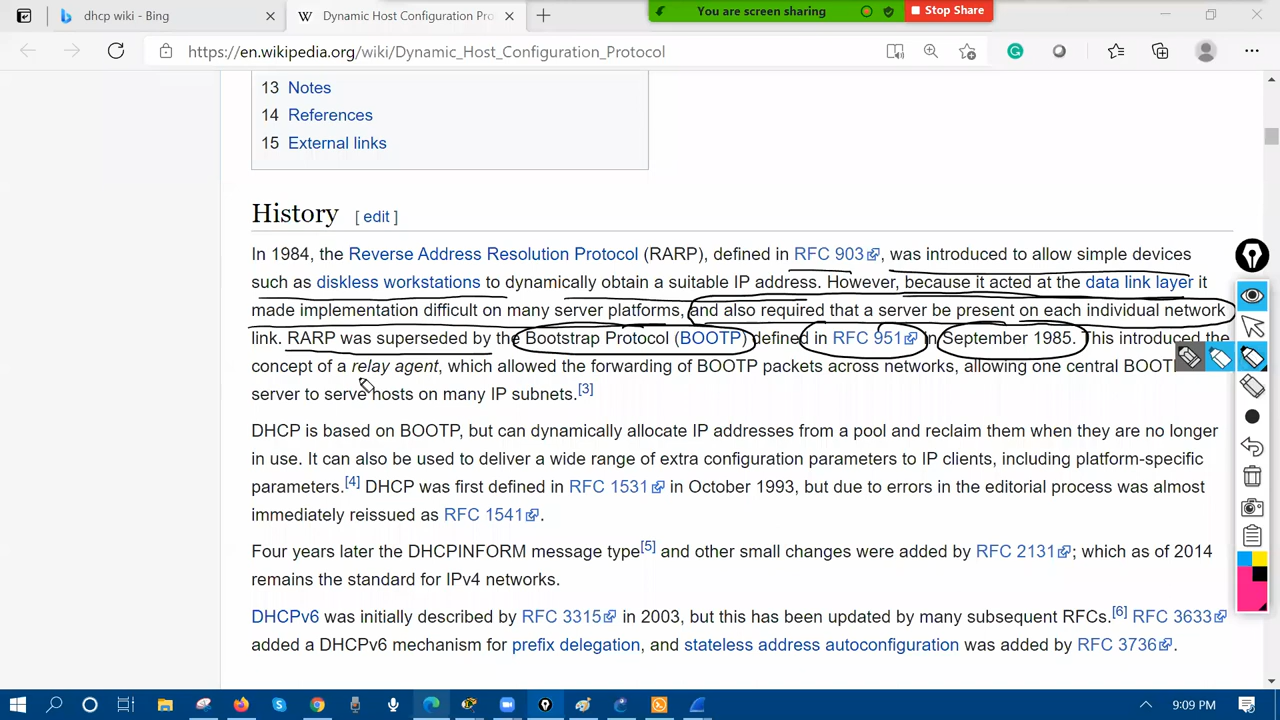 dhcp wiki - Bing
Dynamic Host Configuration Pro
You are screen sharing
Stop Share
https://en.wikipedia.org/wiki/Dynamic_Host_Configuration_Protocol
13 Notes
14 References
15 External links
History [ edit ]
In 1984, the Reverse Address Resolution Protocol (RARP), defined in RFC 903, was introduced to allow simple devices
such as diskless workstations to dynamically obtain a suitable IP address. However, because it acted at the data link layer it
made implementation difficult on many server platforms, and also required that a server be present on each individual network
link. RARP was superseded by the Bootstrap Protocol (BOOTP) defined in RFC 951 in September 1985. This introduced the
concept of a relay agent, which allowed the forwarding of BOOTP packets across networks, allowing one central BOOT
server to serve hosts on many IP subnets.[3]
DHCP is based on BOOTP, but can dynamically allocate IP addresses from a pool and reclaim them when they are no longer
in use. It can also be used to deliver a wide range of extra configuration parameters to IP clients, including platform-specific
parameters.[4] DHCP was first defined in RFC 1531 in October 1993, but due to errors in the editorial process was almost
immediately reissued as RFC 1541.
Four years later the DHCPINFORM message type[5] and other small changes were added by RFC 2131; which as of 2014
remains the standard for IPv4 networks.
DHCPv6 was initially described by RFC 3315 in 2003, but this has been updated by many subsequent RFCs.[6] RFC 3633
added a DHCPv6 mechanism for prefix delegation, and stateless address autoconfiguration was added by RFC 3736.
9:09 PM